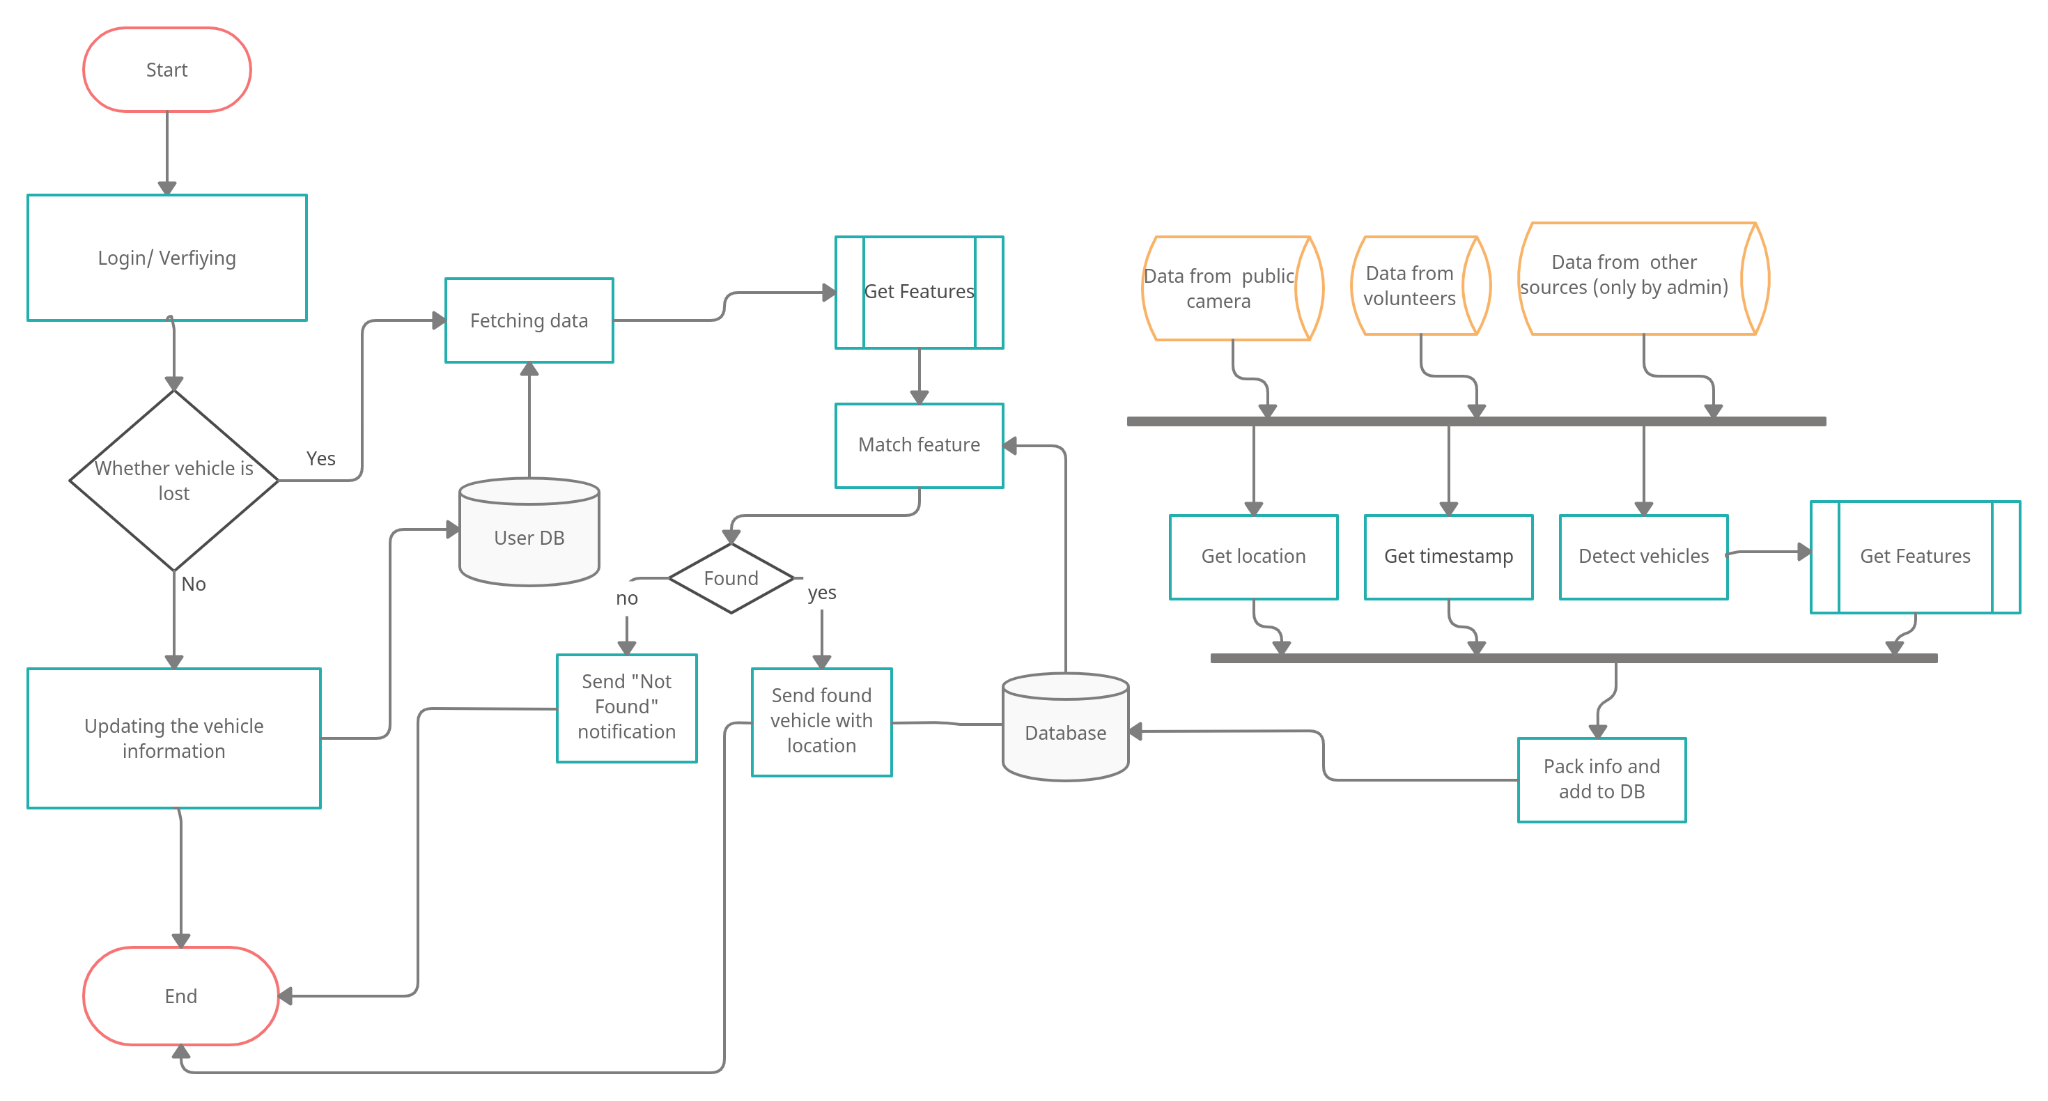 Start
Login/ Verfiying
Whether vehicle is
lost
Yes
No
Updating the vehicle
information
End
Fetching data
User DB
Get Features
Match feature
Found
no
yes
Send "Not
Found"
notification
Send found
vehicle with
location
Database
Data from  public
camera
Data from
volunteers
Data from  other
sources (only by admin)
Get location
Get timestamp
Detect vehicles
Get Features
Pack info and
add to DB